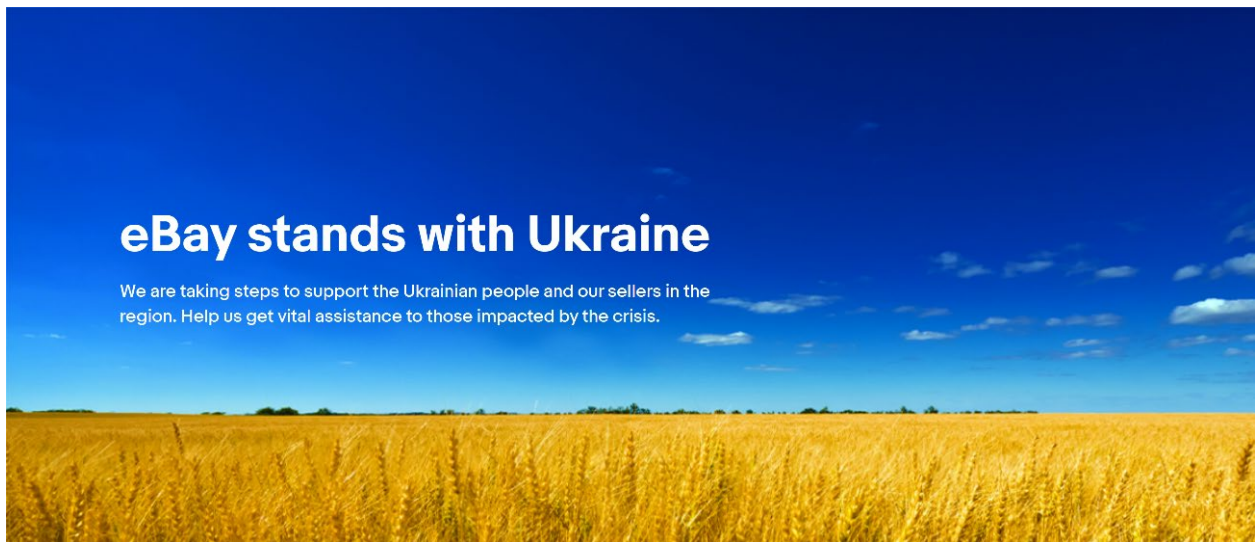 eBay stands with Ukraine
We are taking steps to support the Ukrainian people and our sellers in the
region. Help us get vital assistance to those impacted by the crisis.